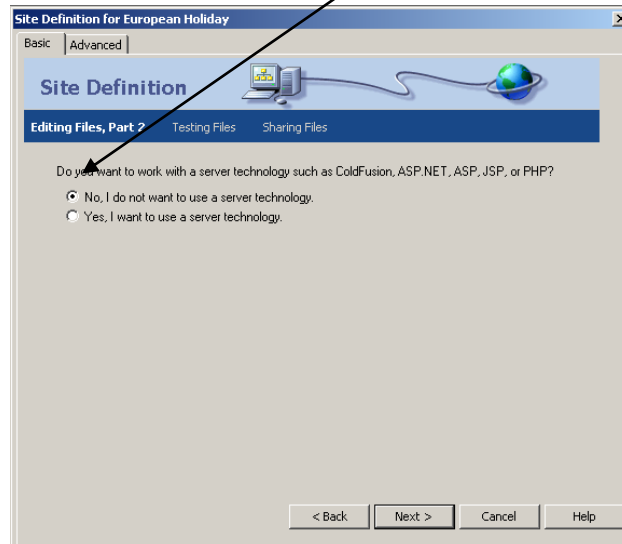 Site Definition for European Holiday
Basic Advanced
Site Definition
Editing Files, Part 2 Testing Files Sharing Files
Do you want to work with a server technology such as ColdFusion, ASP.NET, ASP, JSP, or PHP?
No, I do not want to use a server technology.
Yes, I want to use a server technology.
< Back Next > Cancel Help